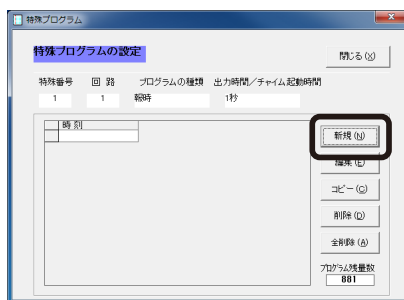 特殊プログラム
特殊プログラムの設定
閉じる(X)
特殊番号 回 路 プログラムの種類 出力時間/チャイム起動時間
1 1 報時 1秒
時刻
新規(N)
編集(E)
コピー(C)
削除(D)
全削除(A)
プログラム残量数
881